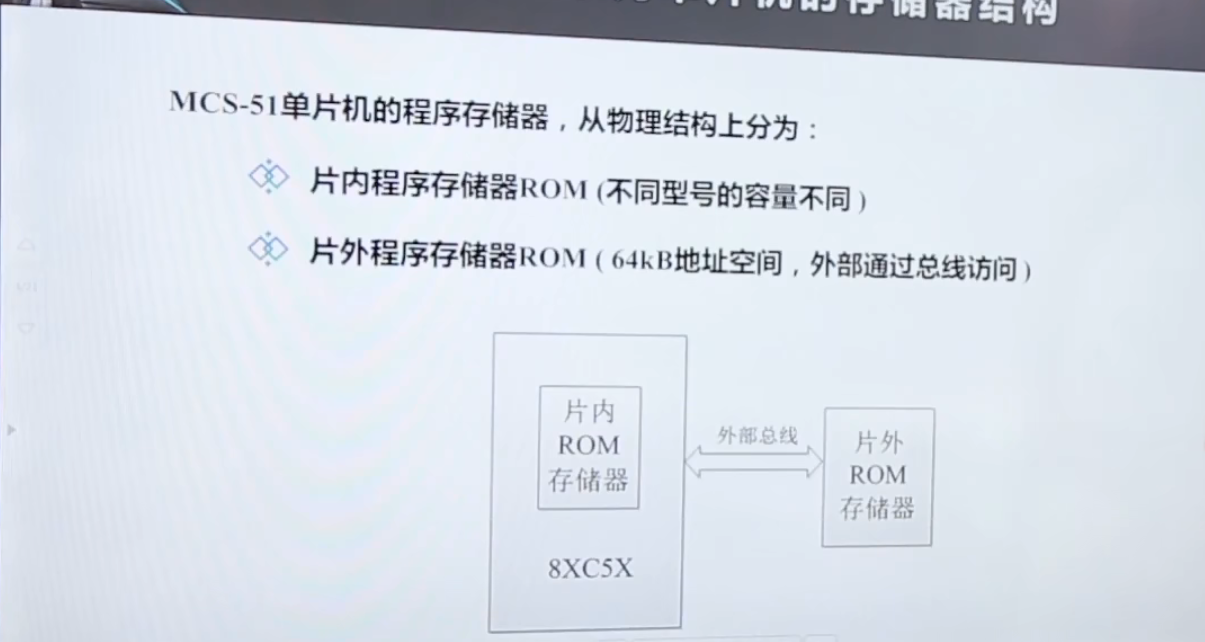 单片机的存储器结构
MCS-51单片机的程序存储器，从物理结构上分为：
片内程序存储器ROM (不同型号的容量不同)
片外程序存储器ROM ( 64kB地址空间，外部通过总线访问)
片内
ROM
存储器
8XC5X
外部总线
片外
ROM
存储器